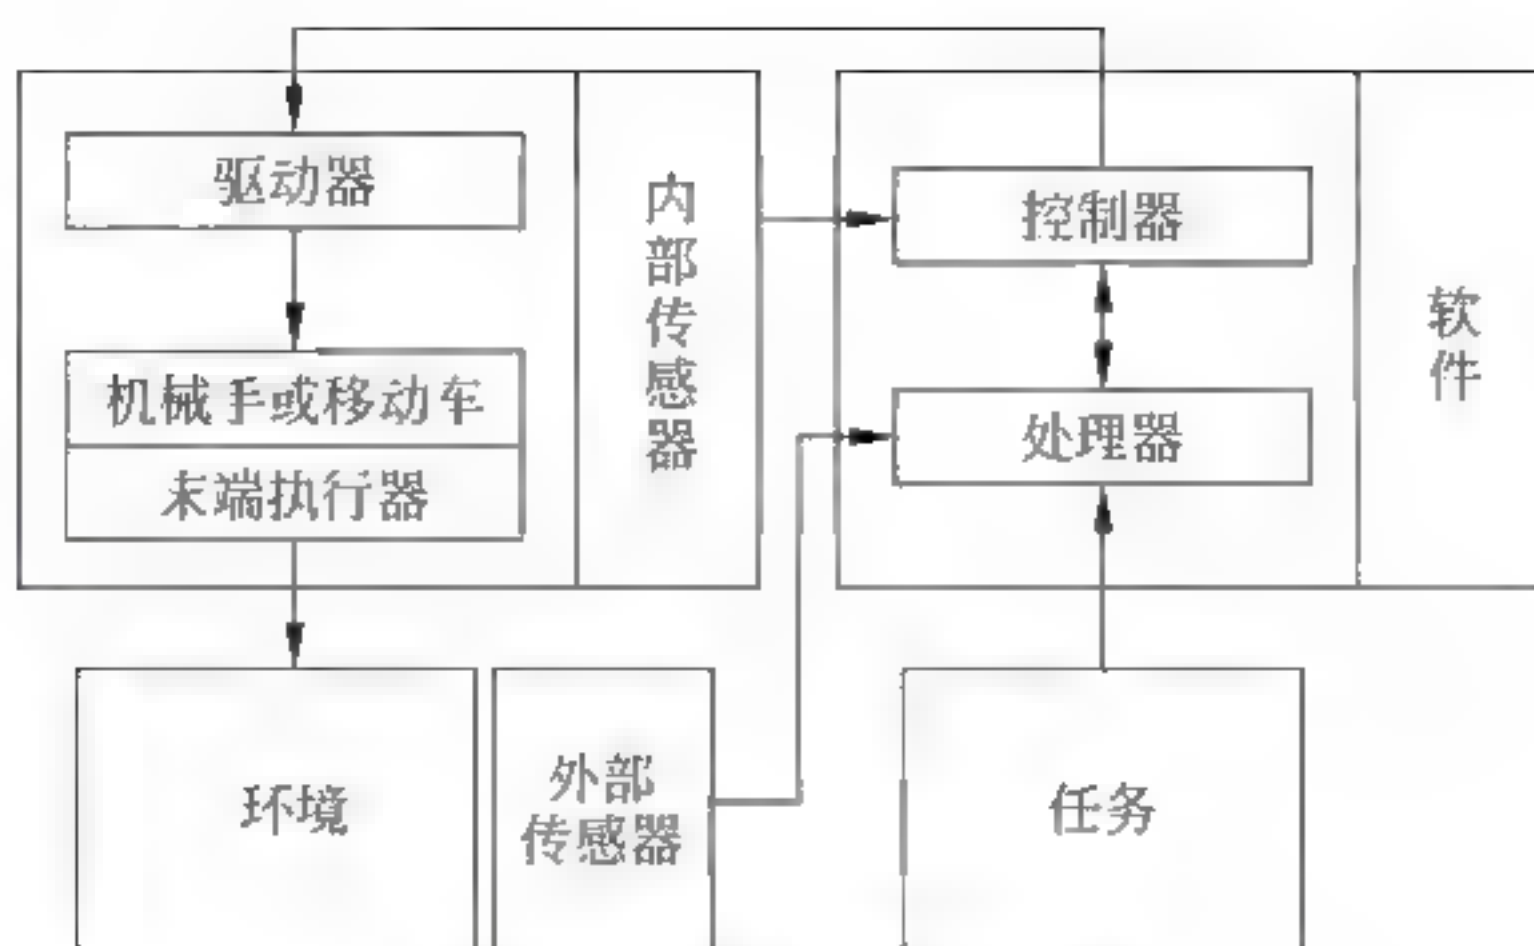 驱动器
机械手或移动车
末端执行器
内部传感器
控制器
处理器
软件
环境
外部
传感器
任务